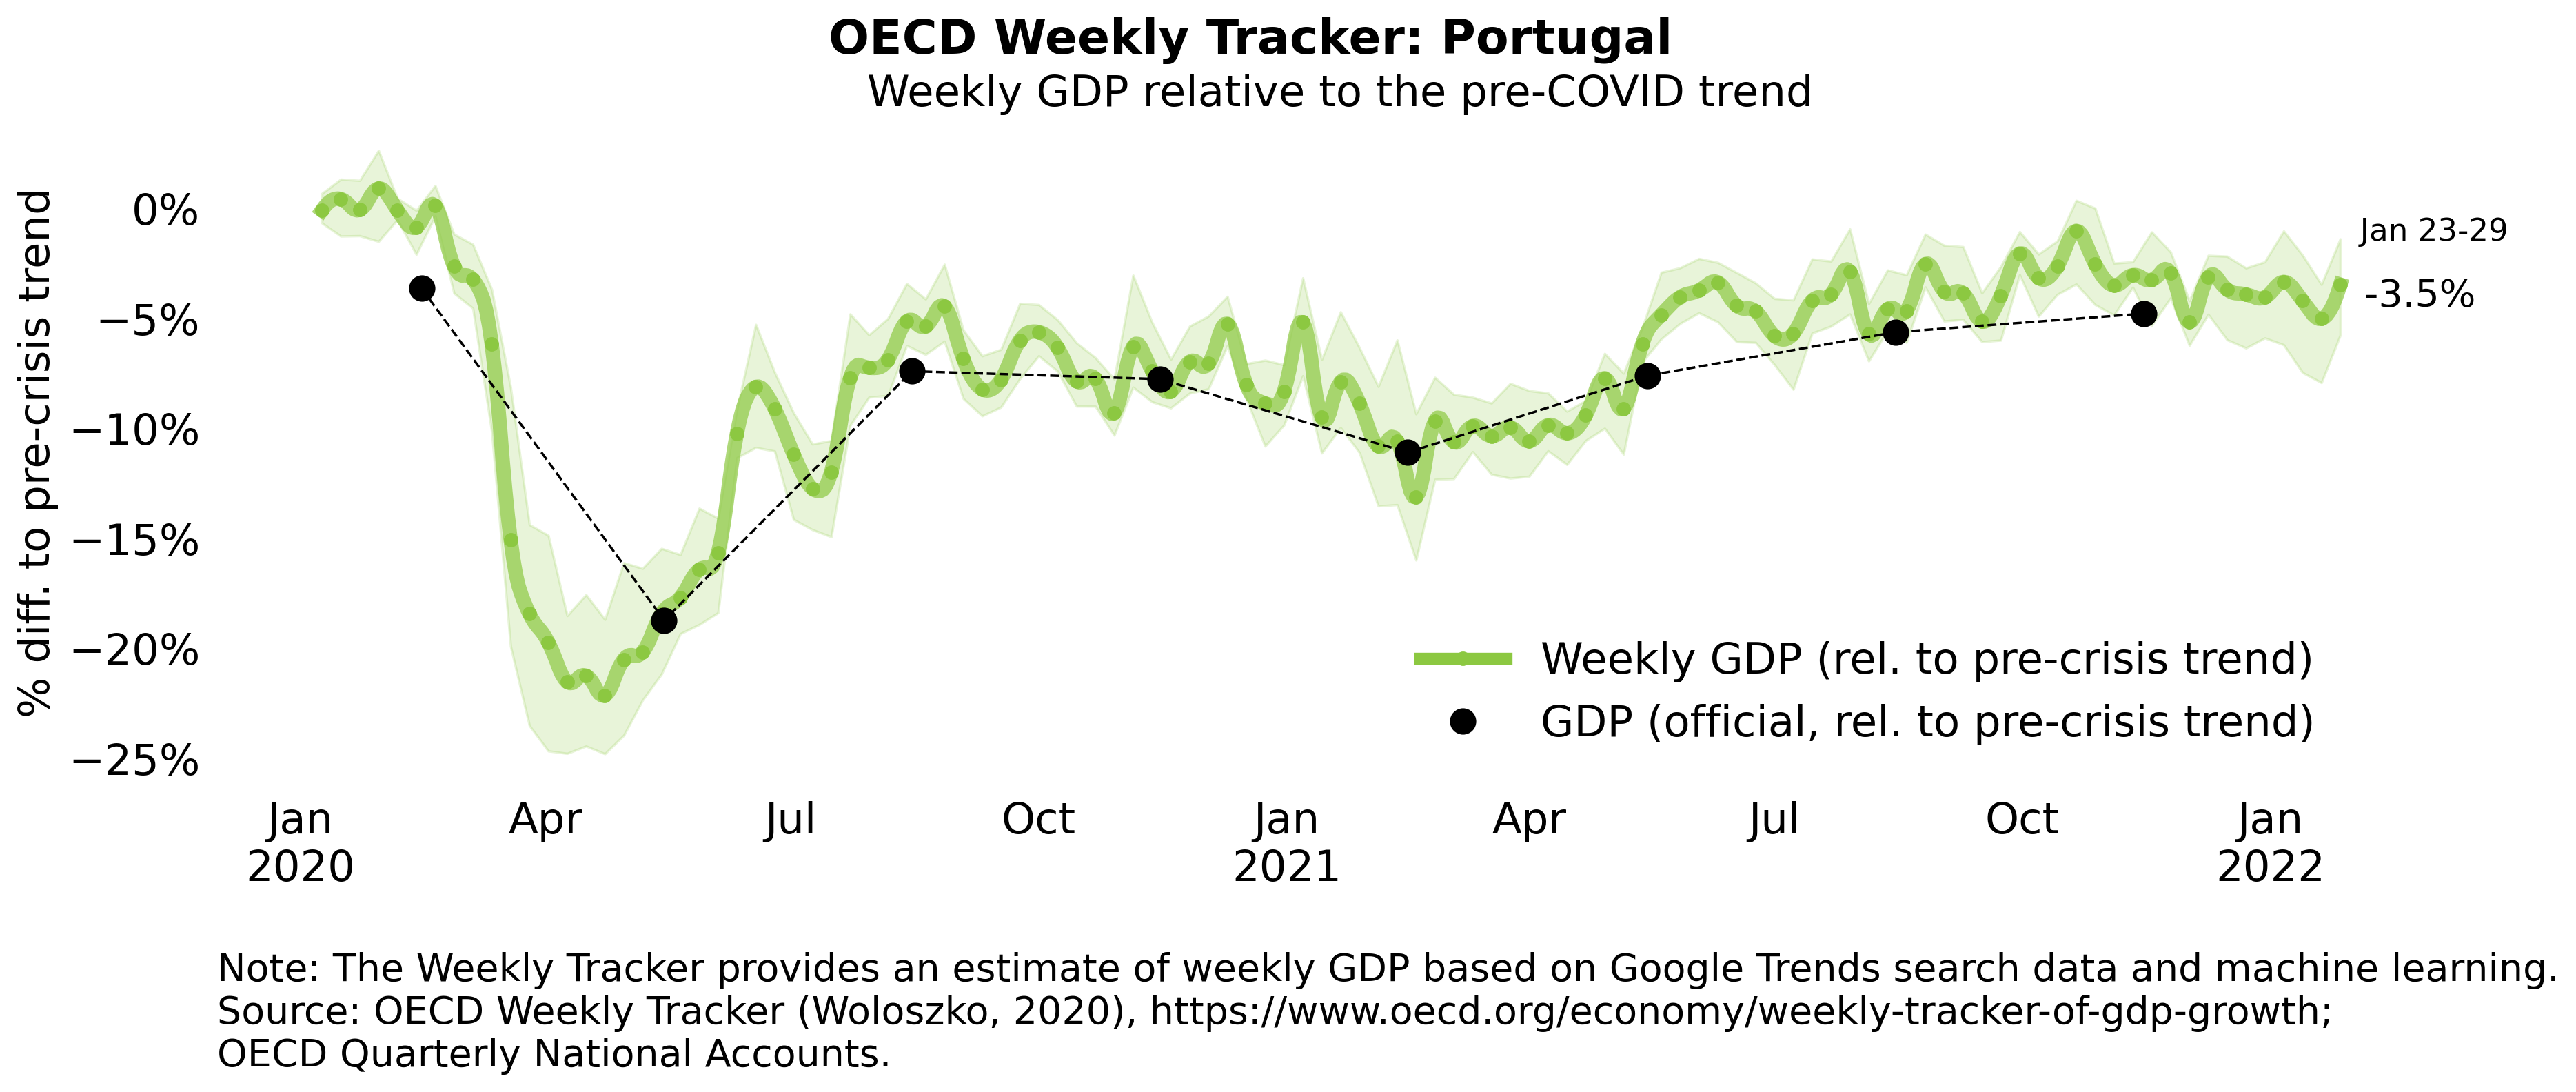 OECD Weekly Tracker: Portugal
Weekly GDP relative to the pre-COVID trend
% diff. to pre-crisis trend
0%
−5%
−10%
−15%
−20%
−25%
Jan 23-29
-3.5%
Weekly GDP (rel. to pre-crisis trend)
GDP (official, rel. to pre-crisis trend)
Jan Apr Jul Oct Jan Apr Jul Oct Jan
2020 2021 2022
Note: The Weekly Tracker provides an estimate of weekly GDP based on Google Trends search data and machine learning.
Source: OECD Weekly Tracker (Woloszko, 2020), https://www.oecd.org/economy/weekly-tracker-of-gdp-growth;
OECD Quarterly National Accounts.